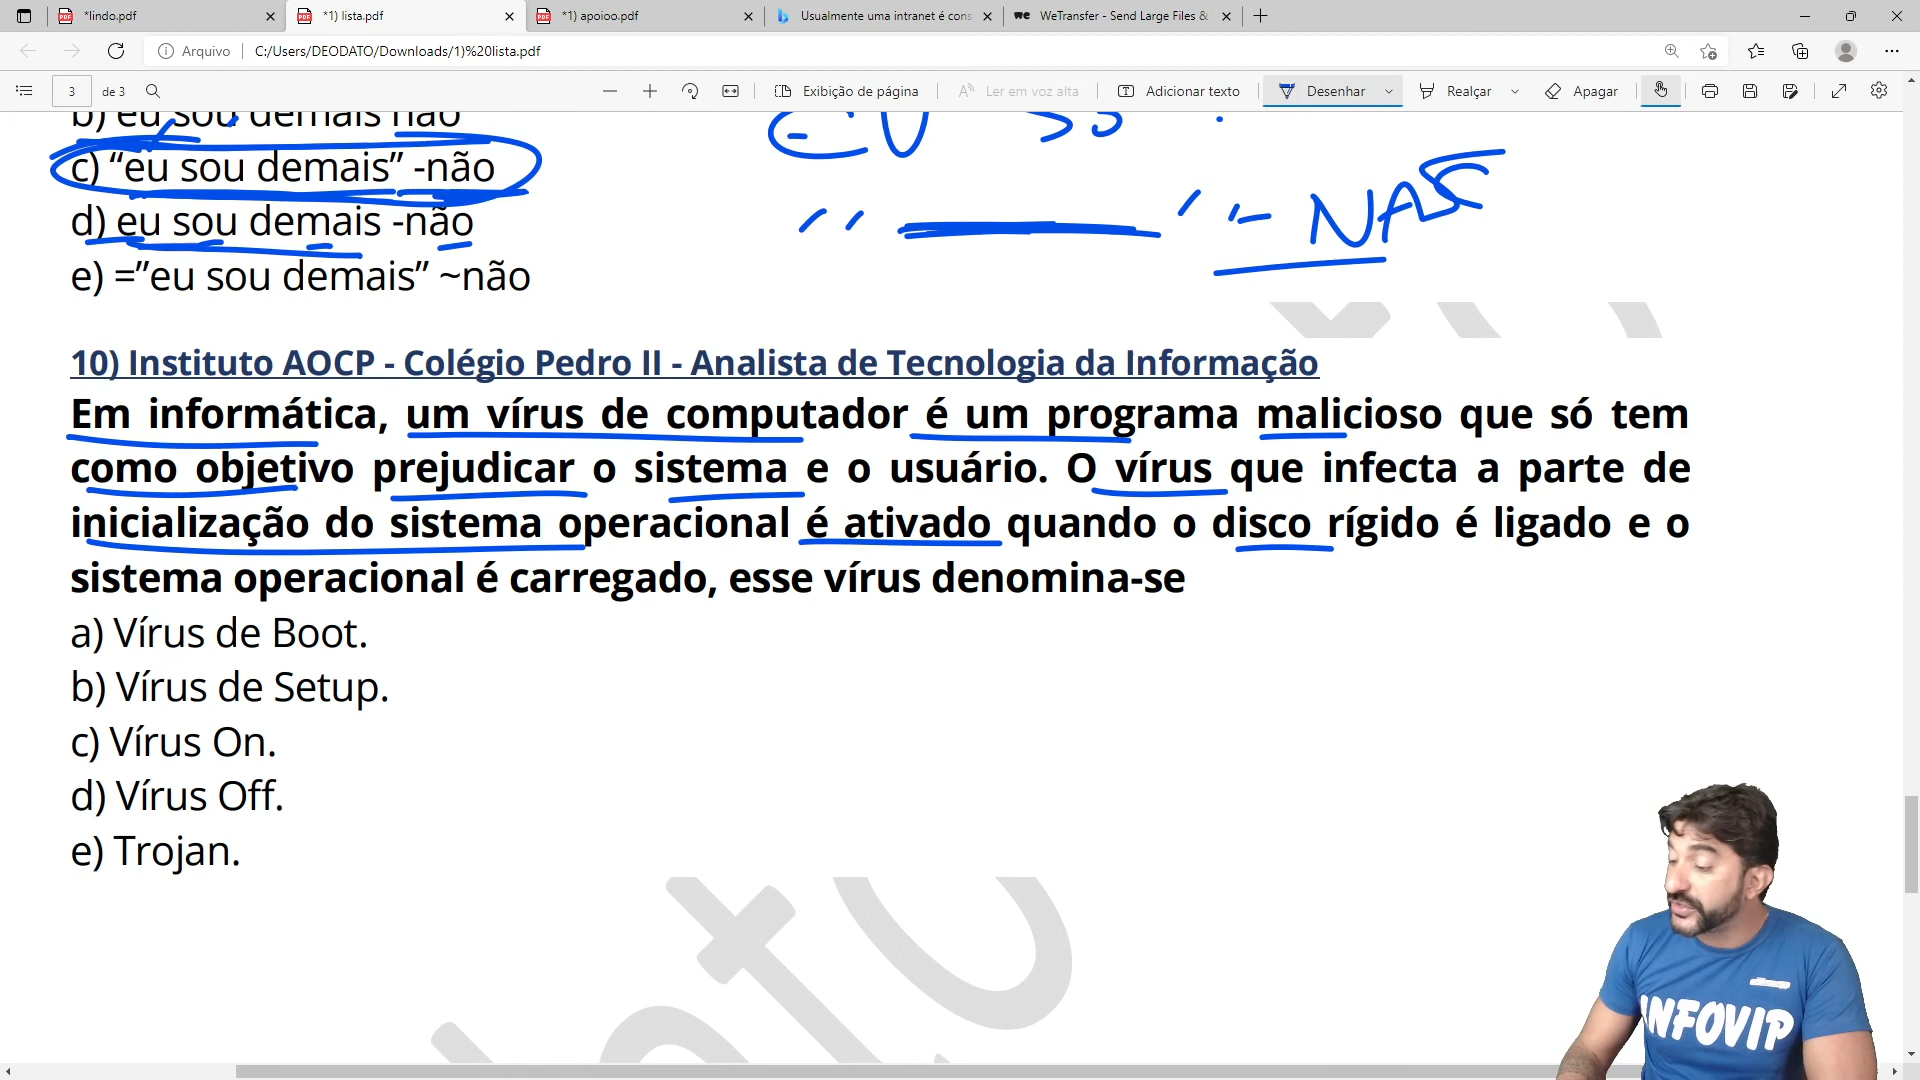 *lindo.pdf
*1) lista.pdf
*1) apoioo.pdf
Usualmente uma intranet é cons
WeTransfer - Send Large Files &
Arquivo
C:/Users/DEODATO/Downloads/1)%20lista.pdf
3 de 3
Exibição de página
Ler em voz alta
Adicionar texto
Desenhar
Realçar
Apagar
b) eu sou demais não
c) “eu sou demais” -não
d) eu sou demais -não
e) =”eu sou demais” ~não
" " - NAO
10) Instituto AOCP - Colégio Pedro II - Analista de Tecnologia da Informação
Em informática, um vírus de computador é um programa malicioso que só tem
como objetivo prejudicar o sistema e o usuário. O vírus que infecta a parte de
inicialização do sistema operacional é ativado quando o disco rígido é ligado e o
sistema operacional é carregado, esse vírus denomina-se
a) Vírus de Boot.
b) Vírus de Setup.
c) Vírus On.
d) Vírus Off.
e) Trojan.
INFOVIP